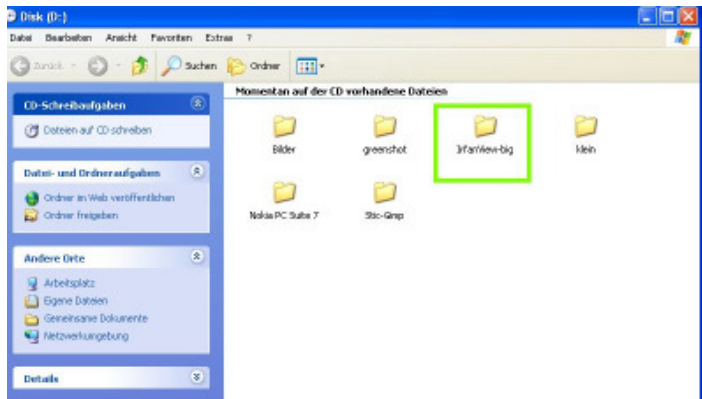 Disk (D:)
Datei Bearbeiten Ansicht Favoriten Extras ?
Zurück Suchen Ordner
CD-Schreibaufgaben
Dateien auf CD schreiben
Datei- und Ordneraufgaben
Ordner im Web veröffentlichen
Ordner freigeben
Andere Orte
Arbeitsplatz
Eigene Dateien
Gemeinsame Dokumente
Netzwerkumgebung
Details
Momentan auf der CD vorhandene Dateien
Bilder greenshot IrfanView-big klein
Nokia PC Suite 7 Stic-Gimp